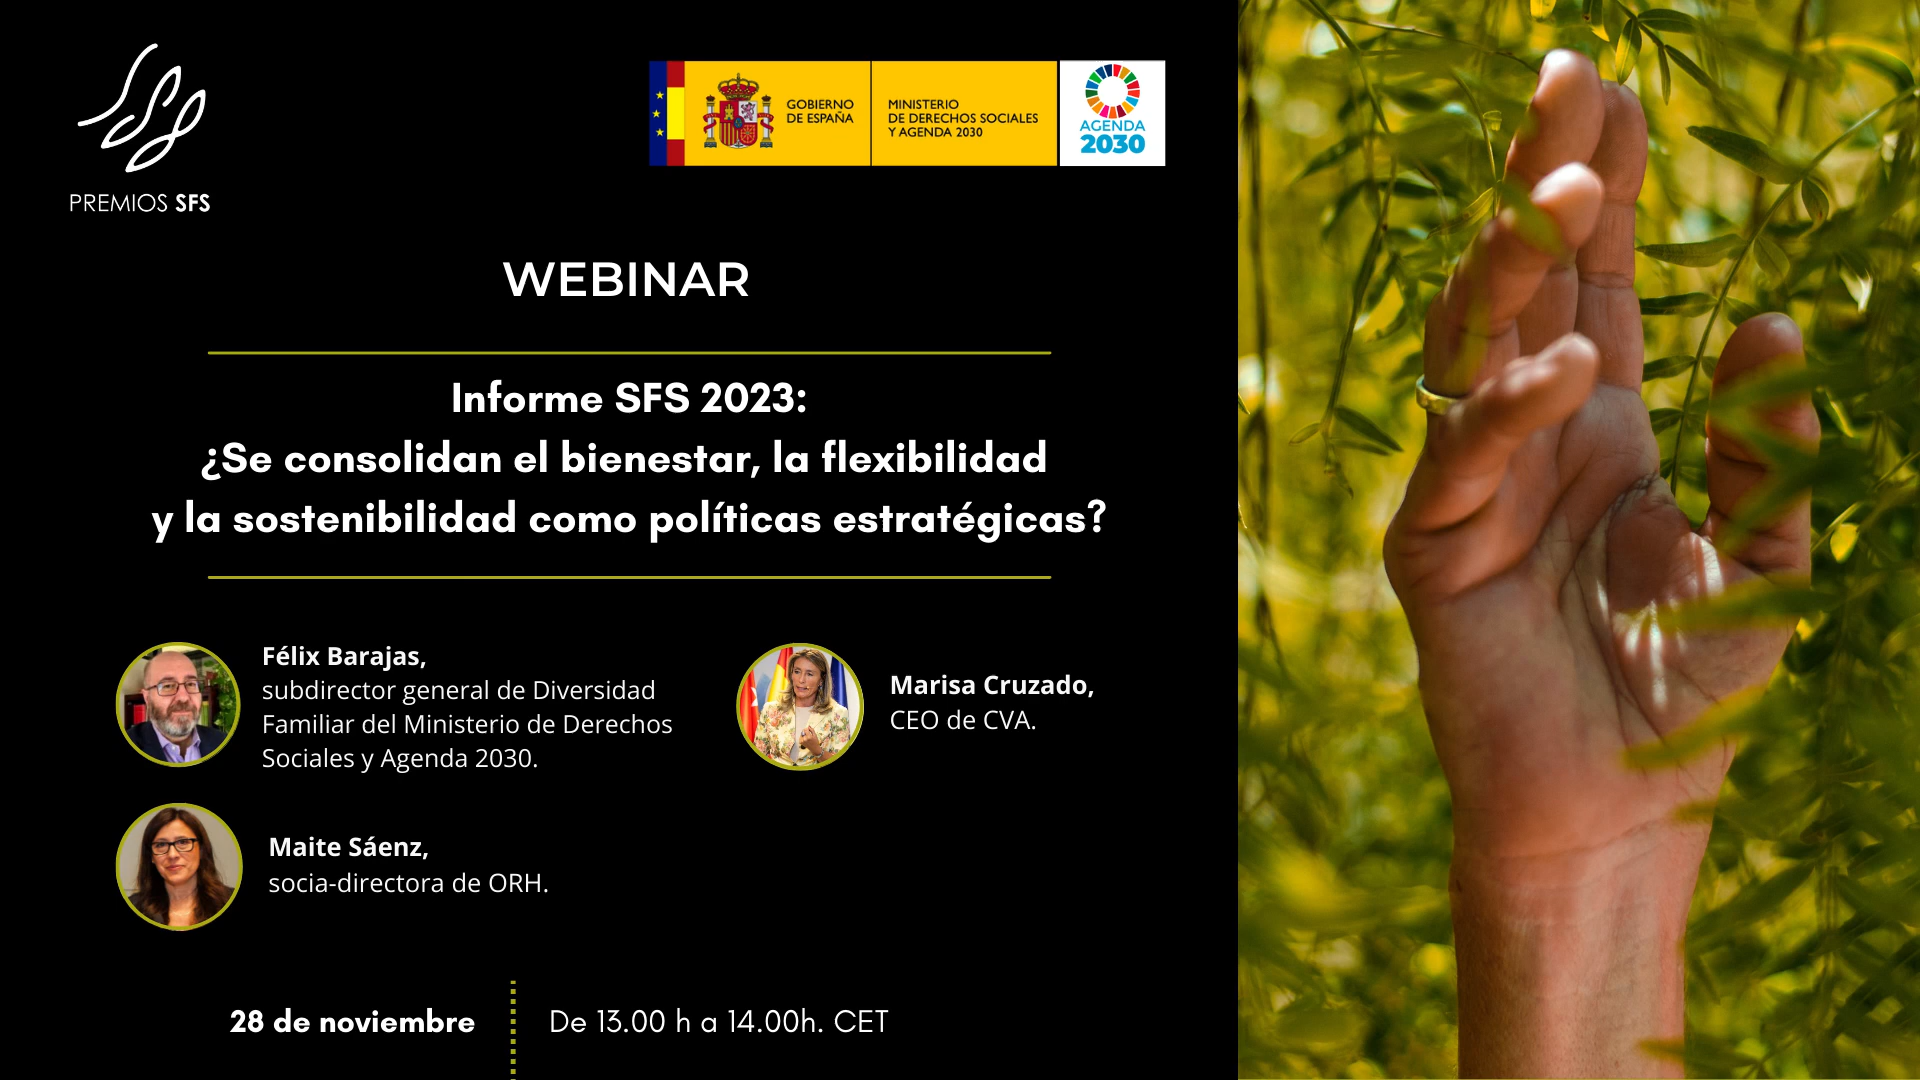 PREMIOS SFS
GOBIERNO
DE ESPAÑA
MINISTERIO
DE DERECHOS SOCIALES
Y AGENDA 2030
AGENDA
2030
WEBINAR
Informe SFS 2023:
¿Se consolidan el bienestar, la flexibilidad
y la sostenibilidad como políticas estratégicas?
Félix Barajas,
subdirector general de Diversidad
Familiar del Ministerio de Derechos
Sociales y Agenda 2030.
Marisa Cruzado,
CEO de CVA.
Maite Sáenz,
socia-directora de ORH.
28 de noviembre
De 13.00 h a 14.00h. CET